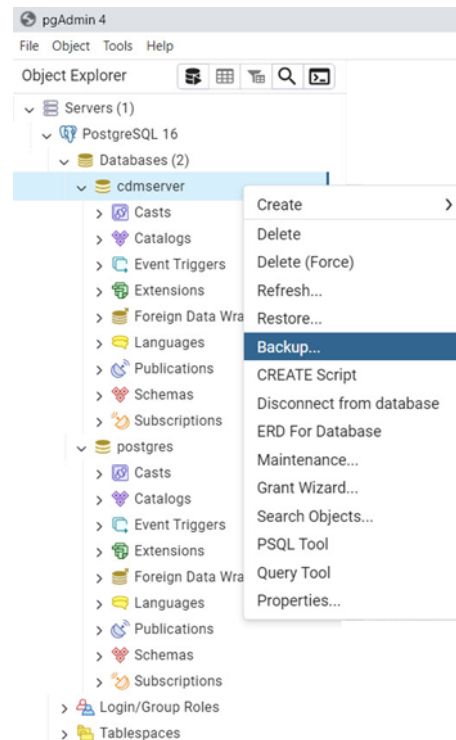 pgAdmin 4
File Object Tools Help
Object Explorer
Servers (1)
PostgreSQL 16
Databases (2)
cdmserver
Casts
Catalogs
Event Triggers
Extensions
Foreign Data Wra
Languages
Publications
Schemas
Subscriptions
postgres
Casts
Catalogs
Event Triggers
Extensions
Foreign Data Wra
Languages
Publications
Schemas
Subscriptions
Login/Group Roles
Tablespaces
Create
Delete
Delete (Force)
Refresh...
Restore...
Backup...
CREATE Script
Disconnect from database
ERD For Database
Maintenance...
Grant Wizard...
Search Objects...
PSQL Tool
Query Tool
Properties...